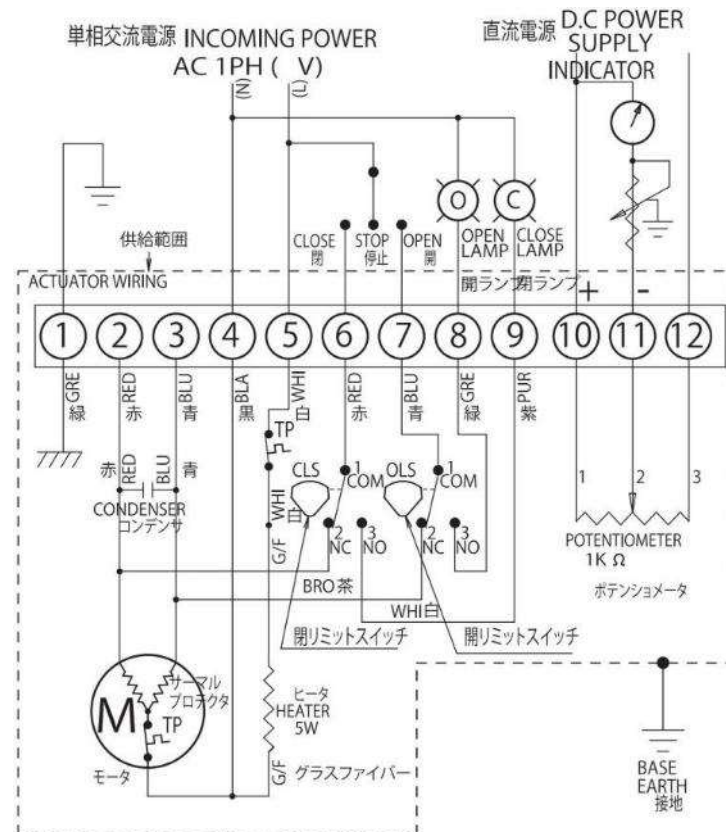 単相交流電源 INCOMING POWER
AC 1PH ( V)
(N)
(L)
直流電源 D.C POWER
SUPPLY
INDICATOR
O
C
CLOSE
閉
STOP
停止
OPEN
開
OPEN
LAMP
開ランプ
CLOSE
LAMP
閉ランプ
供給範囲
ACTUATOR WIRING
+
-
1 2 3 4 5 6 7 8 9 10 11 12
GRE
緑
RED
赤
BLU
青
BLA
黒
WHI
白
RED
赤
BLU
青
GRE
緑
PUR
紫
TP
赤
RED
BLU
青
CONDENSER
コンデンサ
WHI
白
G/F
CLS
1
COM
2
NC
3
NO
OLS
1
COM
2
NC
3
NO
1
2
3
POTENTIOMETER
1K Ω
ポテンショメータ
BRO茶
WHI白
閉リミットスイッチ
開リミットスイッチ
サーマル
プロテクタ
M
TP
モータ
ヒータ
HEATER
5W
G/F
グラスファイバー
BASE
EARTH
接地